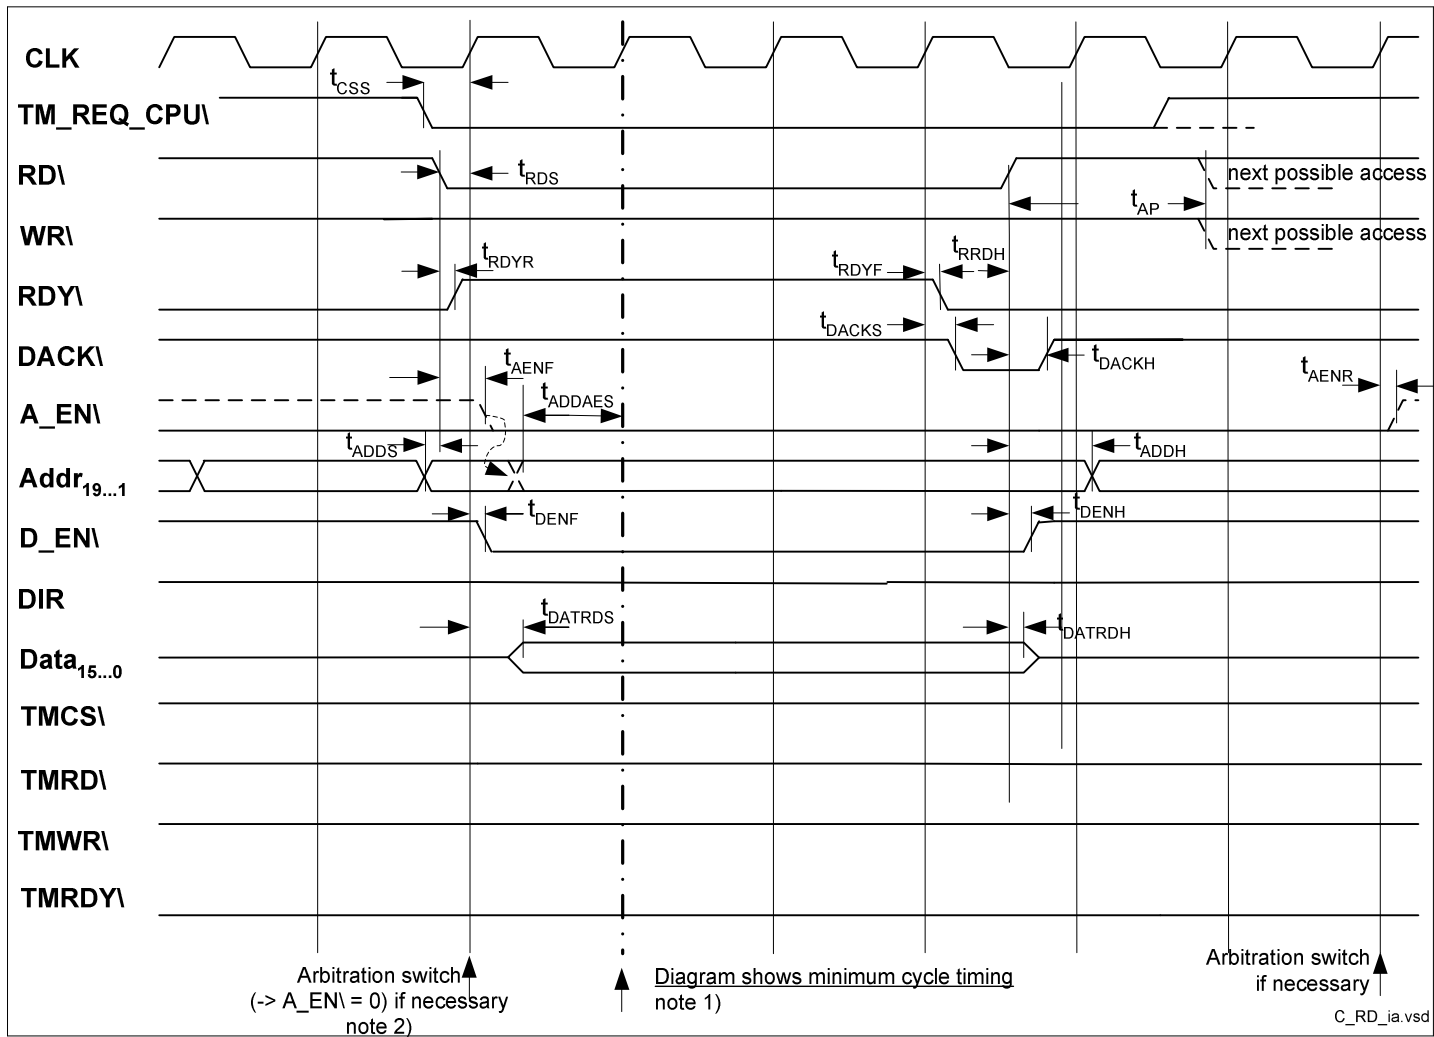 CLK
tCSS
TM_REQ_CPU\
RD\
tRDS
next possible access
tAP
WR\
next possible access
tRDYR
tRDYF
tRRDH
RDY\
tDACKS
DACK\
tAENF
tDACKH
tAENR
tADDAES
A_EN\
tADDS
tADDH
Addr19...1
tDENF
tDENH
D_EN\
DIR
tDATRDS
tDATRDH
Data15...0
TMCS\
TMRD\
TMWR\
TMRDY\
Arbitration switch
(-> A_EN\ = 0) if necessary
note 2)
Diagram shows minimum cycle timing
note 1)
Arbitration switch
if necessary
C_RD_ia.vsd